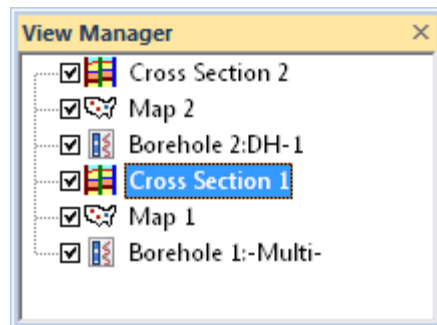 View Manager
Cross Section 2
Map 2
Borehole 2:DH-1
Cross Section 1
Map 1
Borehole 1:-Multi-